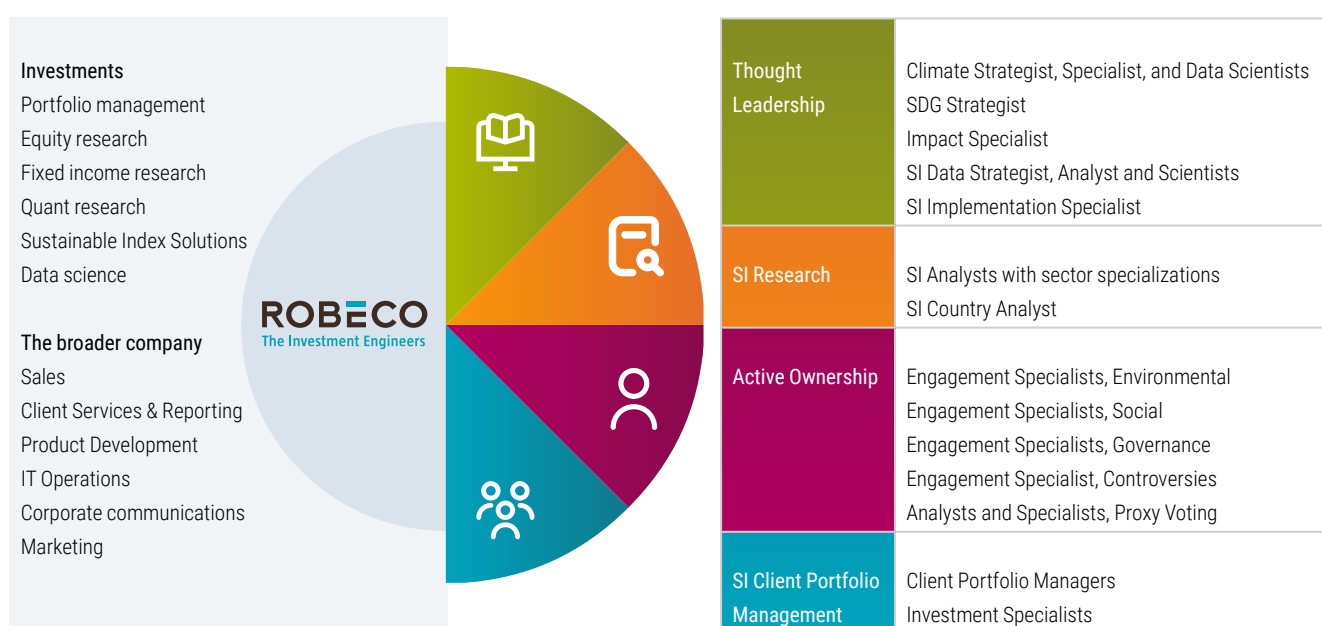 Investments
Portfolio management
Equity research
Fixed income research
Quant research
Sustainable Index Solutions
Data science
The broader company
Sales
Client Services & Reporting
Product Development
IT Operations
Corporate communications
Marketing
ROBECO
The Investment Engineers
Thought
Leadership
Climate Strategist, Specialist, and Data Scientists
SDG Strategist
Impact Specialist
SI Data Strategist, Analyst and Scientists
SI Implementation Specialist
SI Research
SI Analysts with sector specializations
SI Country Analyst
Active Ownership
Engagement Specialists, Environmental
Engagement Specialists, Social
Engagement Specialists, Governance
Engagement Specialist, Controversies
Analysts and Specialists, Proxy Voting
SI Client Portfolio
Management
Client Portfolio Managers
Investment Specialists